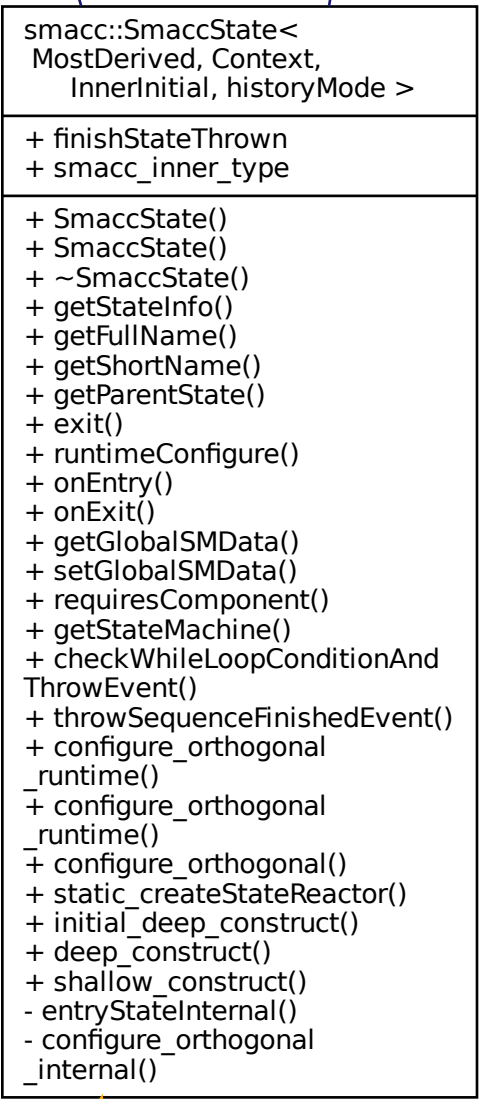 smacc::SmaccState<
MostDerived, Context,
InnerInitial, historyMode >
+ finishStateThrown
+ smacc_inner_type
+ SmaccState()
+ SmaccState()
+ ~SmaccState()
+ getStateInfo()
+ getFullName()
+ getShortName()
+ getParentState()
+ exit()
+ runtimeConfigure()
+ onEntry()
+ onExit()
+ getGlobalSMData()
+ setGlobalSMData()
+ requiresComponent()
+ getStateMachine()
+ checkWhileLoopConditionAnd
ThrowEvent()
+ throwSequenceFinishedEvent()
+ configure_orthogonal
_runtime()
+ configure_orthogonal
_runtime()
+ configure_orthogonal()
+ static_createStateReactor()
+ initial_deep_construct()
+ deep_construct()
+ shallow_construct()
- entryStateInternal()
- configure_orthogonal
_internal()